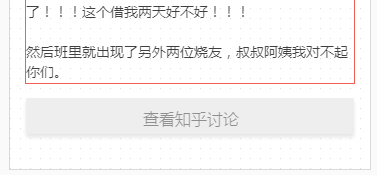 了！！！这个借我两天好不好！！！
然后班里就出现了另外两位烧友，叔叔阿姨我对不起
你们。
查看知乎讨论